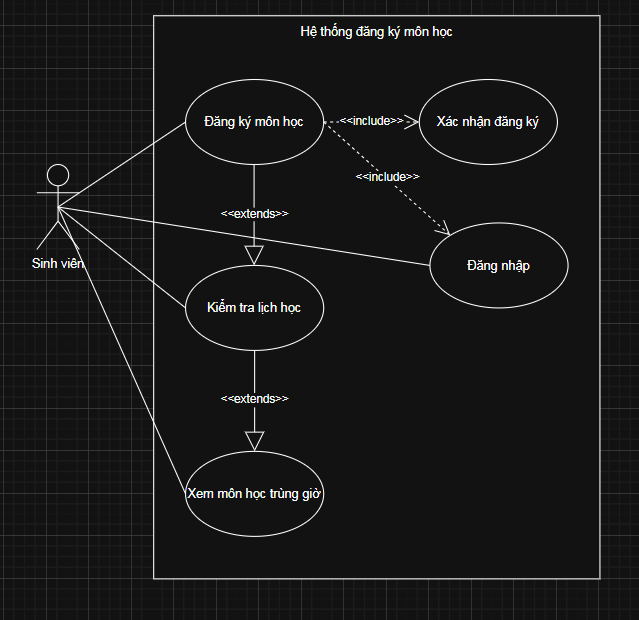 Hệ thống đăng ký môn học
Đăng ký môn học
<<include>>
Xác nhận đăng ký
<<include>>
<<extends>>
Sinh viên
Đăng nhập
Kiểm tra lịch học
<<extends>>
Xem môn học trùng giờ